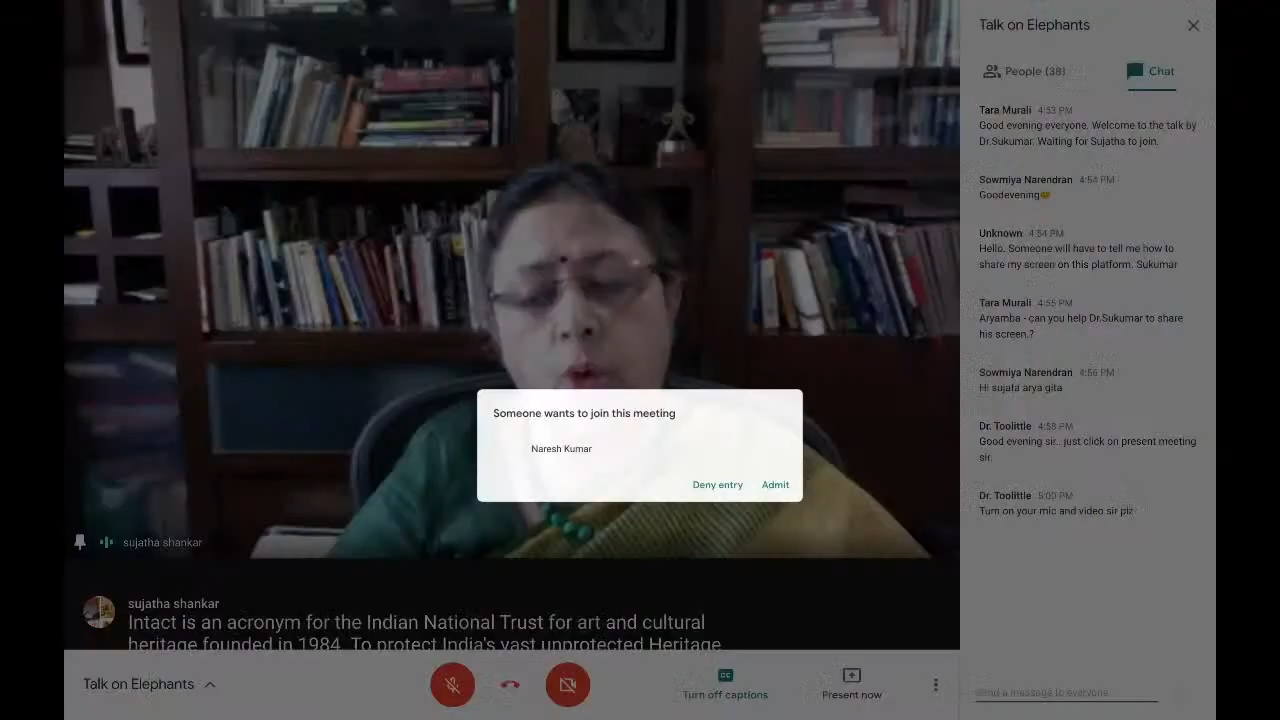 Talk on Elephants
People (38)
Chat
Tara Murali 4:53 PM
Good evening everyone. Welcome to the talk by
Dr.Sukumar. Waiting for Sujatha to join.
Sowmiya Narendran 4:54 PM
Goodevening😊
Unknown 4:54 PM
Hello. Someone will have to tell me how to
share my screen on this platform. Sukumar
Tara Murali 4:55 PM
Aryamba - can you help Dr.Sukumar to share
his screen.?
Sowmiya Narendran 4:56 PM
Hi sujata arya gita
Dr. Toolittle 4:58 PM
Good evening sir.. just click on present meeting
sir.
Dr. Toolittle 5:00 PM
Turn on your mic and video sir plz
Send a message to everyone
Someone wants to join this meeting
Naresh Kumar
Deny entry Admit
sujatha shankar
sujatha shankar
Intact is an acronym for the Indian National Trust for art and cultural
heritage founded in 1984. To protect India's vast unprotected Heritage
Talk on Elephants
CC
Turn off captions
Present now